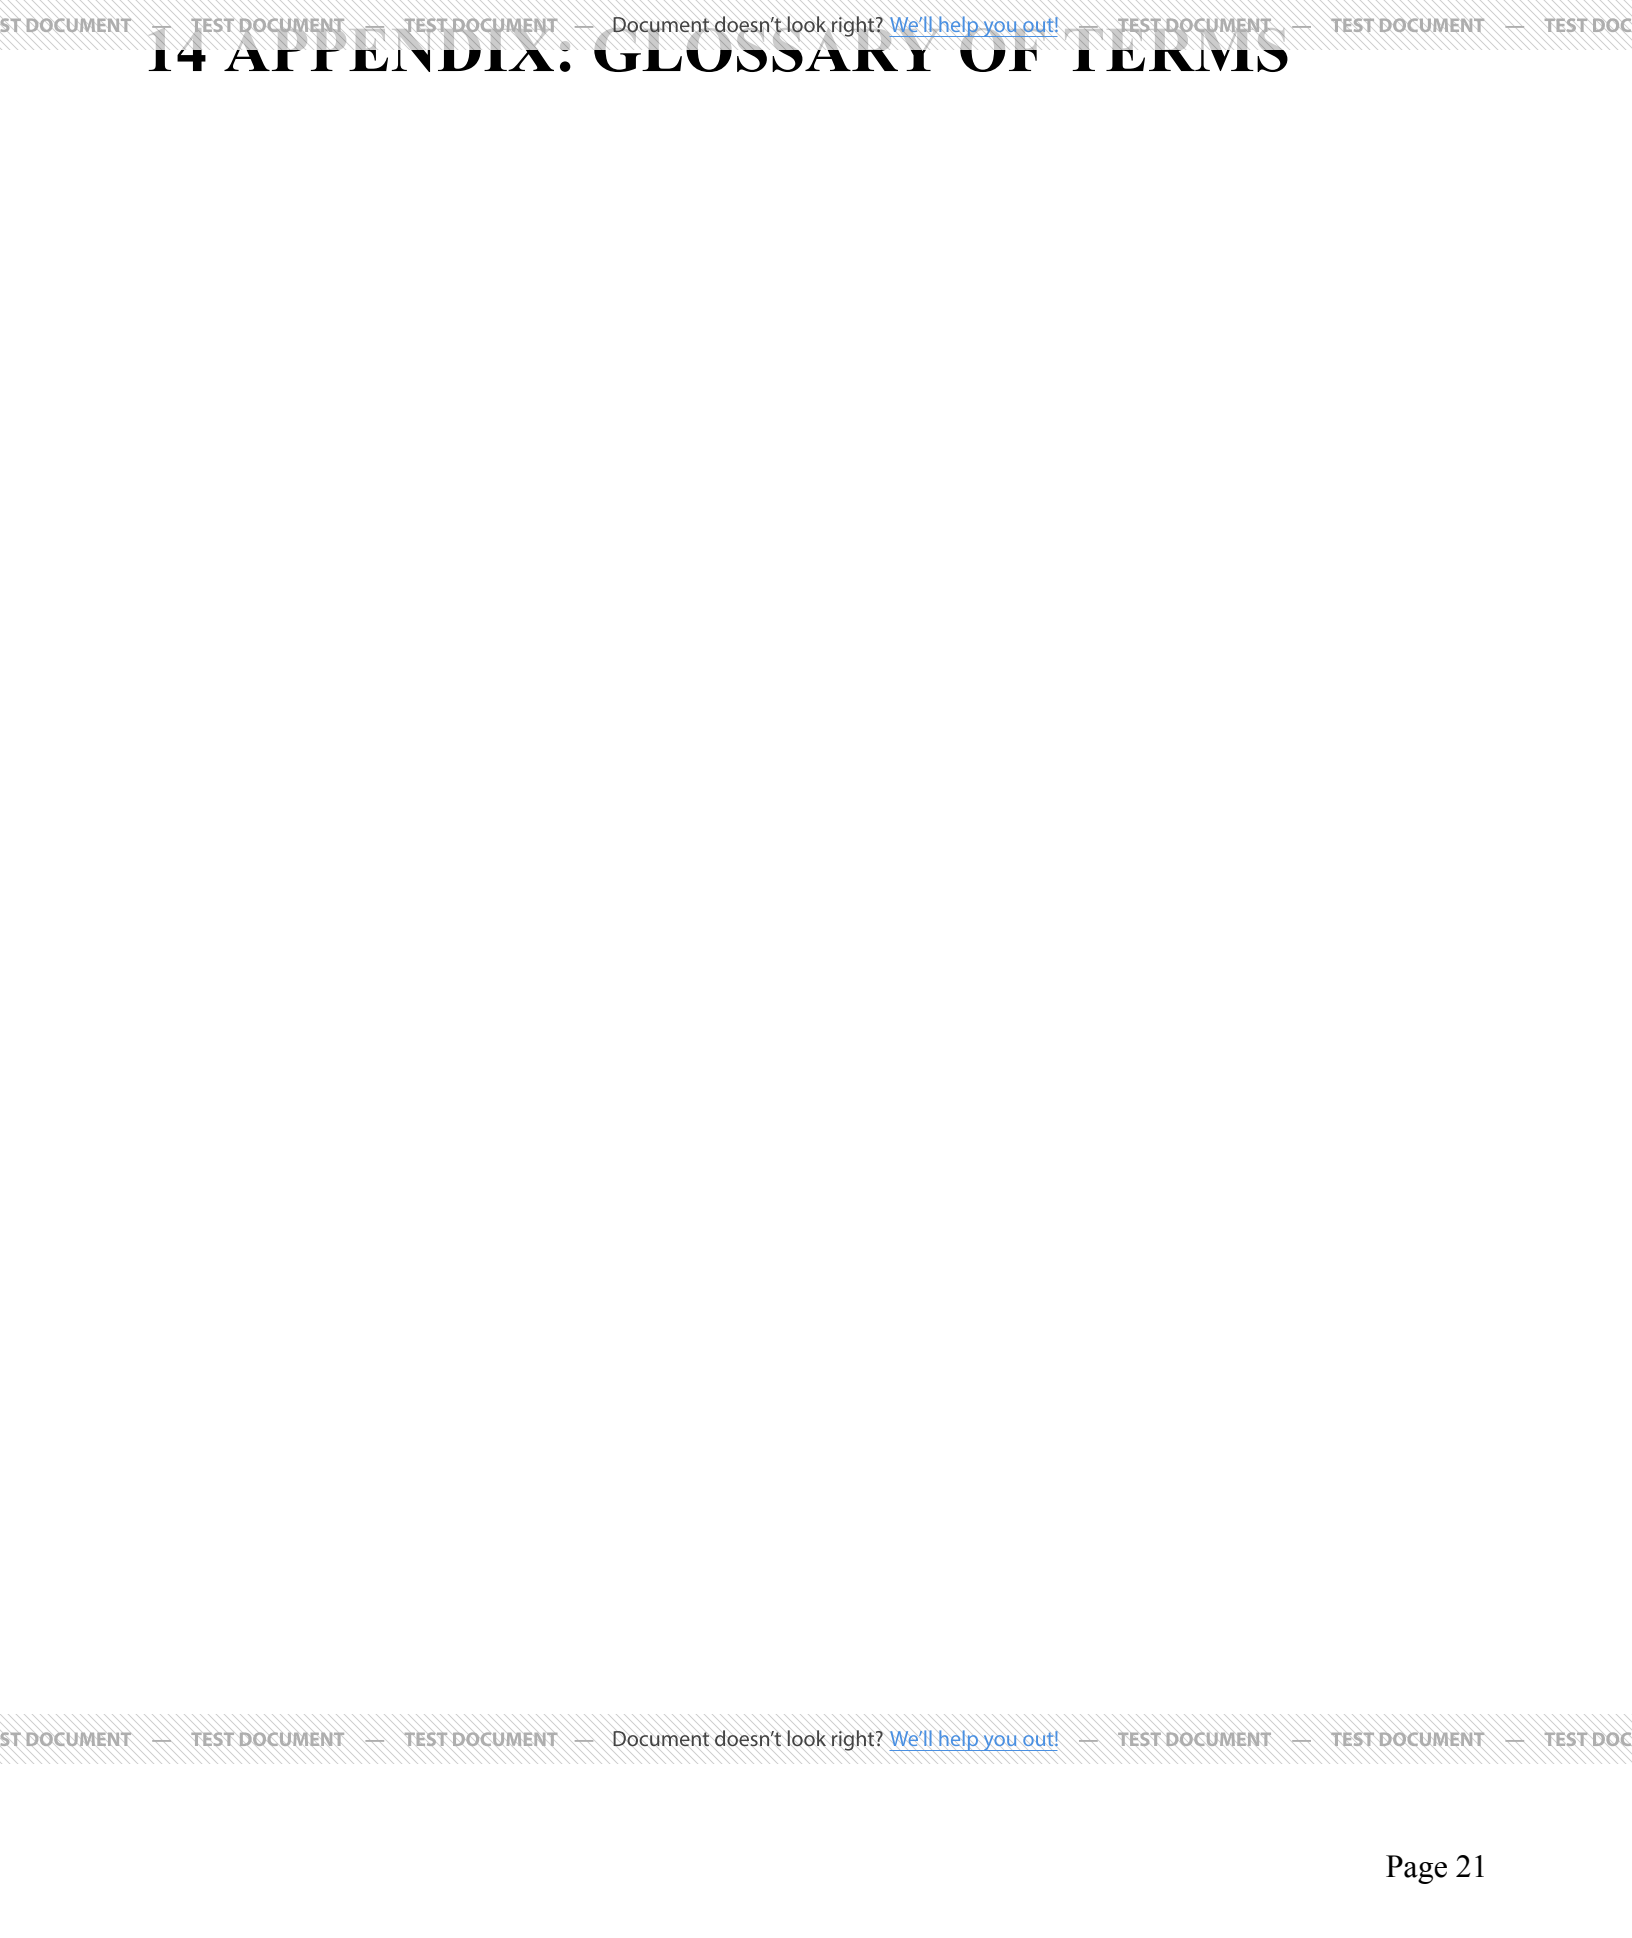 ST DOCUMENT — TEST DOCUMENT — TEST DOCUMENT — Document doesn’t look right? We’ll help you out! — TEST DOCUMENT — TEST DOCUMENT — TEST DOC
14 APPENDIX: GLOSSARY OF TERMS
ST DOCUMENT — TEST DOCUMENT — TEST DOCUMENT — Document doesn’t look right? We’ll help you out! — TEST DOCUMENT — TEST DOCUMENT — TEST DOC
Page 21